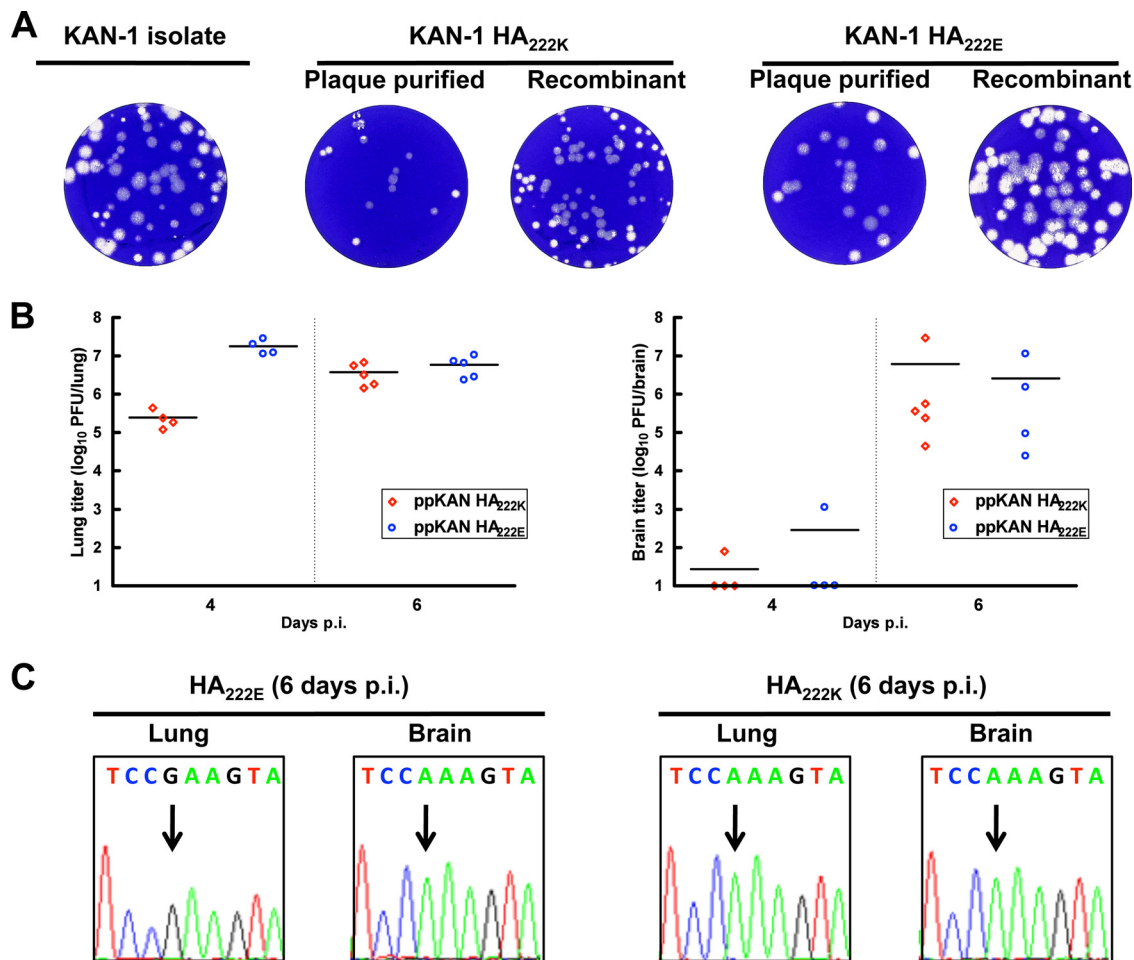 A
KAN-1 isolate
KAN-1 HA222K
KAN-1 HA222E
Plaque purified
Recombinant
Plaque purified
Recombinant
B
8
7
6
5
4
3
2
1
Lung titer (log10 PFU/lung)
ppKAN HA222K
ppKAN HA222E
4
6
Days p.i.
8
7
6
5
4
3
2
1
Brain titer (log10 PFU/brain)
ppKAN HA222K
ppKAN HA222E
4
6
Days p.i.
C
HA222E (6 days p.i.)
HA222K (6 days p.i.)
Lung
Brain
Lung
Brain
TCCGAAGTA
TCCAAAGTA
TCCAAAGTA
TCCAAAGTA